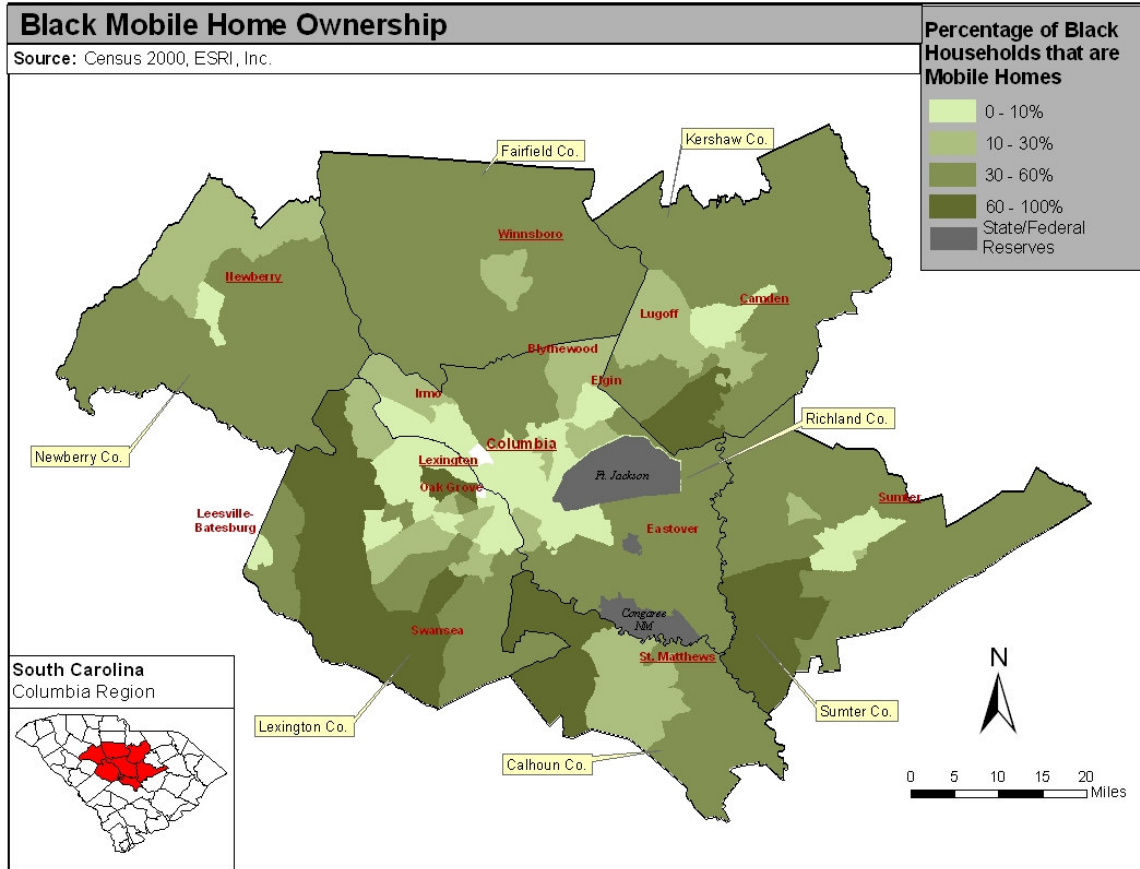 Black Mobile Home Ownership
Source: Census 2000, ESRI, Inc.
Percentage of Black
Households that are
Mobile Homes
0 - 10%
10 - 30%
30 - 60%
60 - 100%
State/Federal
Reserves
Fairfield Co.
Kershaw Co.
Winnsboro
Newberry
Camden
Lugoff
Blythewood
Elgin
Irmo
Richland Co.
Columbia
Newberry Co.
Lexington
Ft. Jackson
Oak Grove
Sumter
Leesville-
Batesburg
Eastover
Congaree
NM
Swansea
St. Matthews
South Carolina
Columbia Region
N
Lexington Co.
Sumter Co.
Calhoun Co.
0 5 10 15 20
Miles